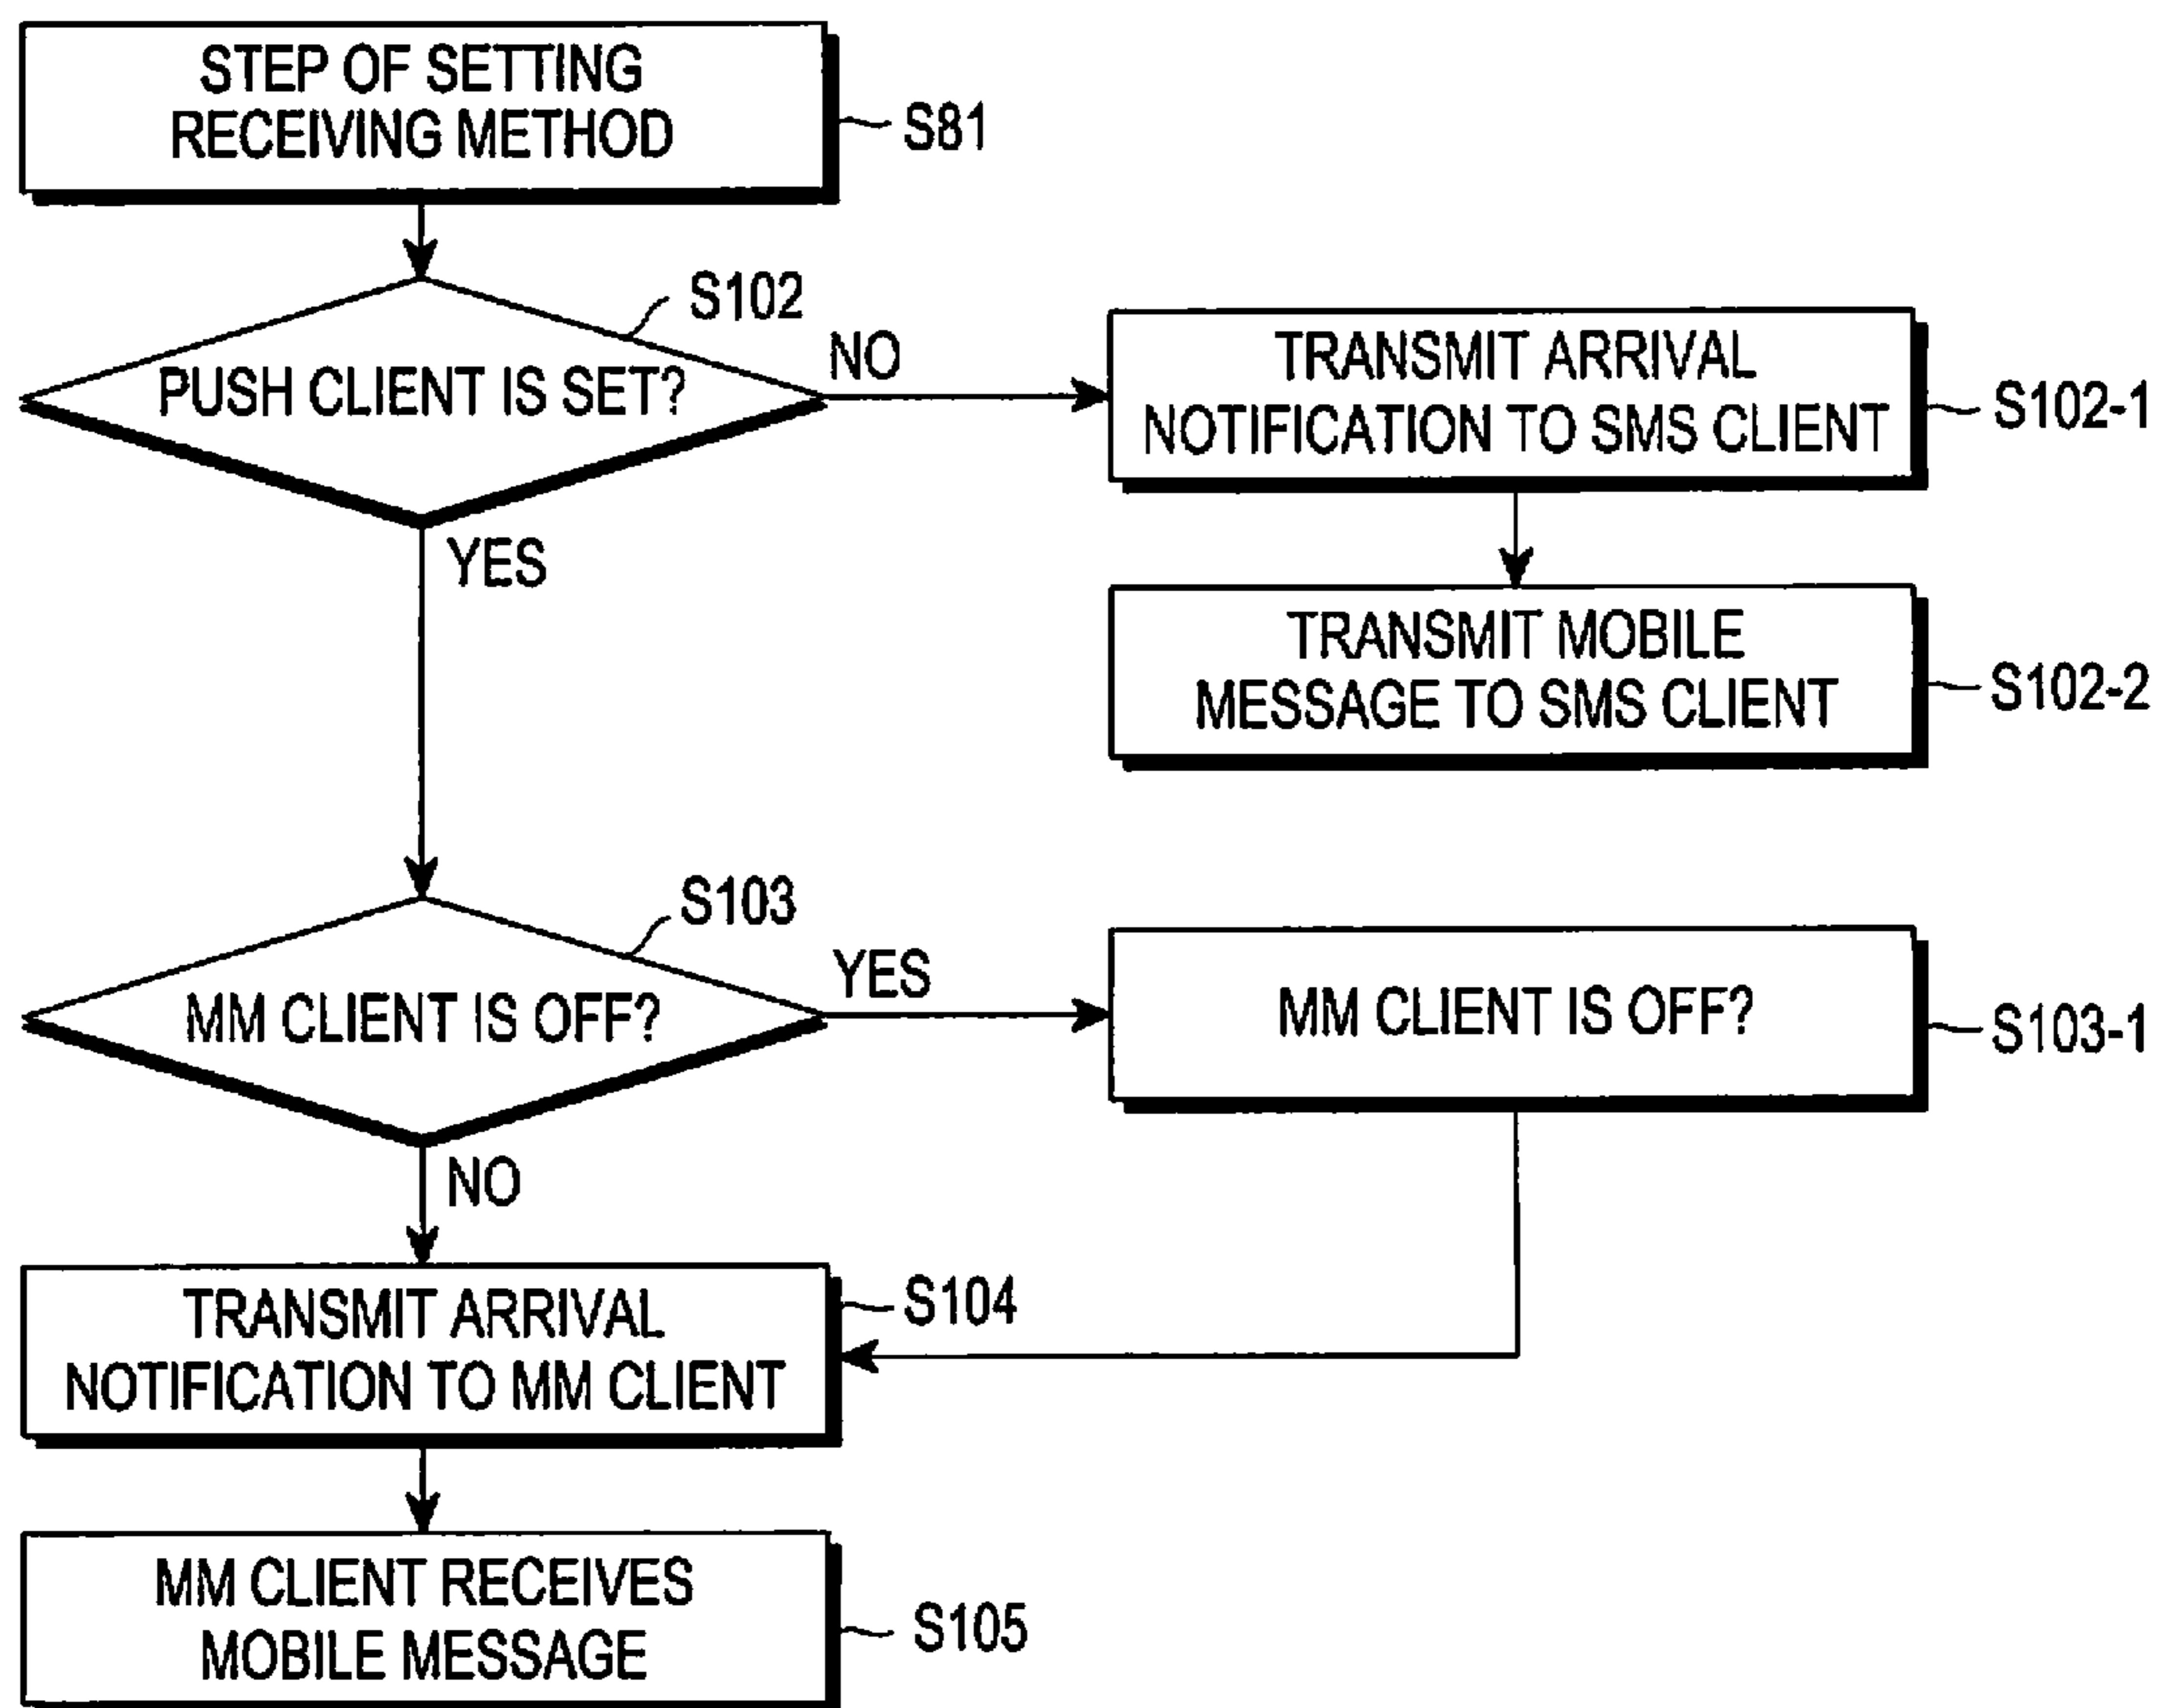 STEP OF SETTING
RECEIVING METHOD
S81
S102
PUSH CLIENT IS SET?
NO
YES
TRANSMIT ARRIVAL
NOTIFICATION TO SMS CLIENT
S102-1
TRANSMIT MOBILE
MESSAGE TO SMS CLIENT
S102-2
S103
MM CLIENT IS OFF?
YES
NO
MM CLIENT IS OFF?
S103-1
TRANSMIT ARRIVAL
NOTIFICATION TO MM CLIENT
S104
MM CLIENT RECEIVES
MOBILE MESSAGE
S105